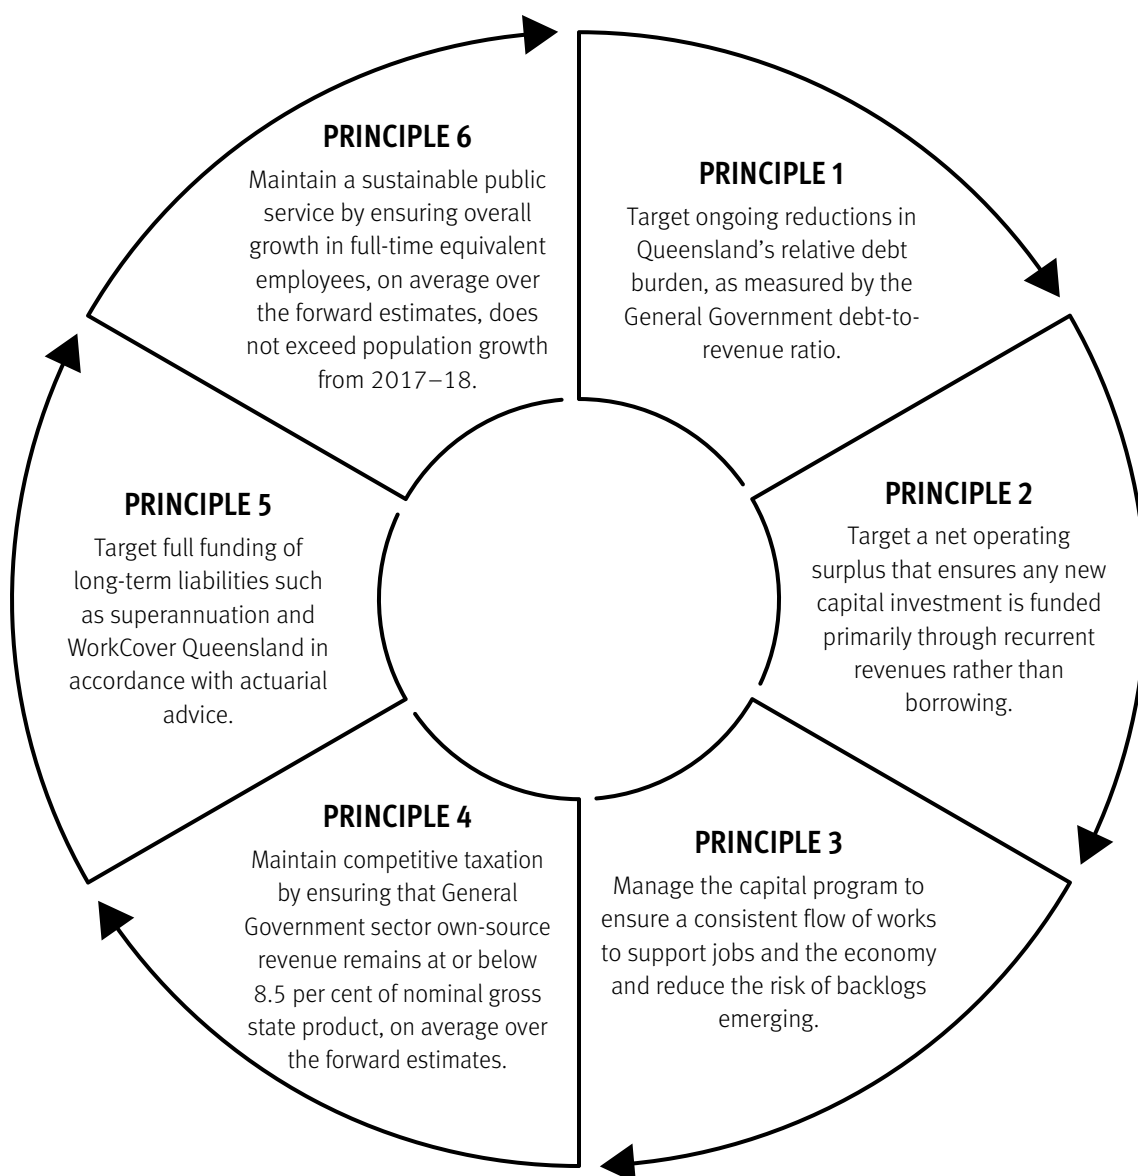 PRINCIPLE 1
Target ongoing reductions in
Queensland’s relative debt
burden, as measured by the
General Government debt-to-
revenue ratio.
PRINCIPLE 2
Target a net operating
surplus that ensures any new
capital investment is funded
primarily through recurrent
revenues rather than
borrowing.
PRINCIPLE 3
Manage the capital program to
ensure a consistent flow of works
to support jobs and the economy
and reduce the risk of backlogs
emerging.
PRINCIPLE 4
Maintain competitive taxation
by ensuring that General
Government sector own-source
revenue remains at or below
8.5 per cent of nominal gross
state product, on average over
the forward estimates.
PRINCIPLE 5
Target full funding of
long-term liabilities such
as superannuation and
WorkCover Queensland in
accordance with actuarial
advice.
PRINCIPLE 6
Maintain a sustainable public
service by ensuring overall
growth in full-time equivalent
employees, on average over
the forward estimates, does
not exceed population growth
from 2017–18.